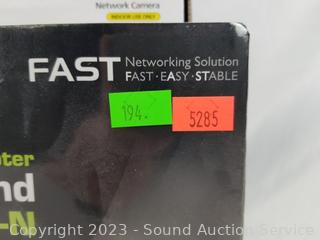 Network Camera
INDOOR USE ONLY
FAST Networking Solution
FAST·EASY·STABLE
194.
5285
pter
nd
-N
Copyright 2023 - Sound Auction Service